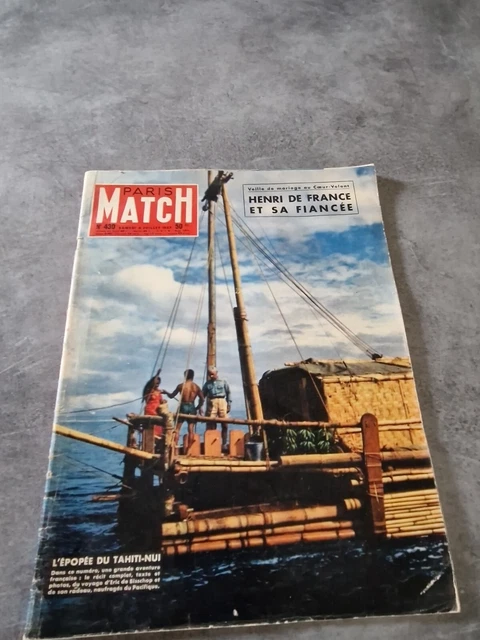 PARIS
MATCH
N° 428 SAMEDI 6 JUILLET 1957 50
Veille de mariage au Cœur-Volant
HENRI DE FRANCE
ET SA FIANCÉE
L'ÉPOPÉE DU TAHITI-NUI
Dans ce numéro, une grande aventure
française : le récit complet, texte et
photos, du voyage d'Eric de Bisschop et
de son radeau, naufragés du Pacifique.